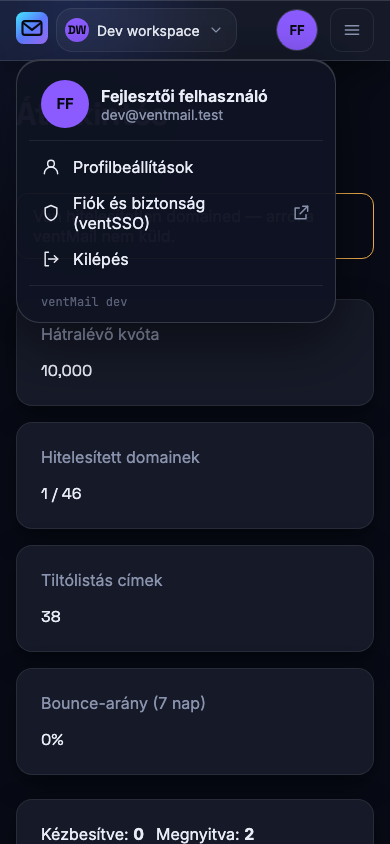 DW Dev workspace
FF
FF
Fejlesztői felhasználó
dev@ventmail.test
Profilbeállítások
Fiók és biztonság
(ventSSO)
Kilépés
ventMail dev
Hátralévő kvóta
10,000
Hitelesített domainek
1 / 46
Tiltólistás címek
38
Bounce-arány (7 nap)
0%
Kézbesítve: 0 Megnyitva: 2